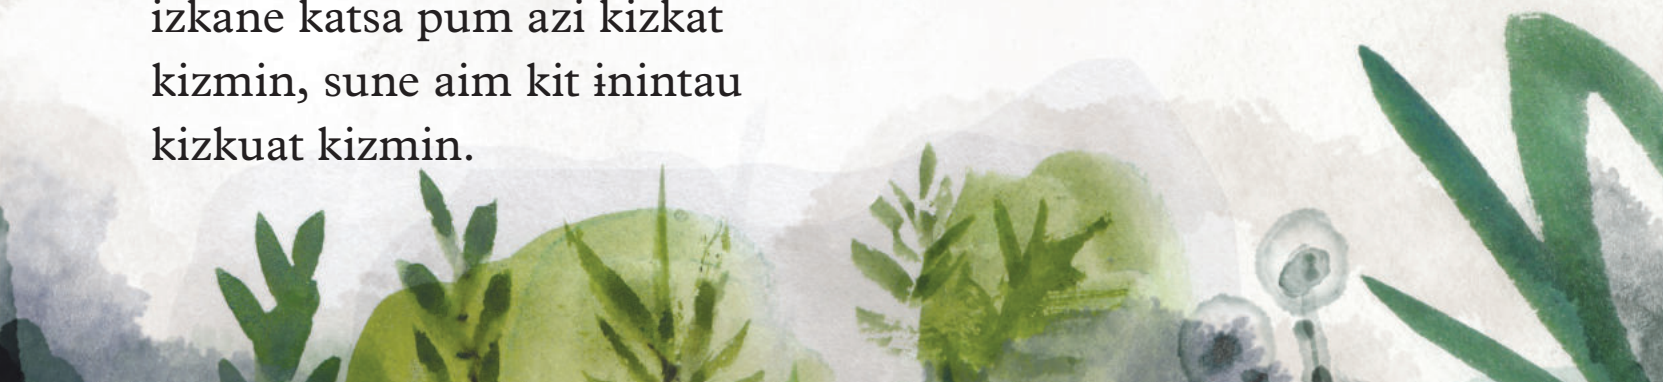 izkane katsa pum azi kizkat
kizmin, sune aim kit ɨnintau
kizkuat kizmin.